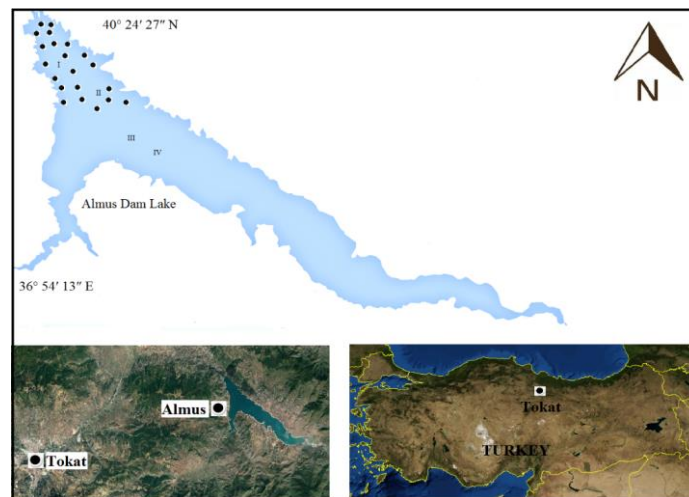 40° 24′ 27″ N
N
I
II
III
IV
Almus Dam Lake
36° 54′ 13″ E
Almus
Tokat
Tokat
TURKEY